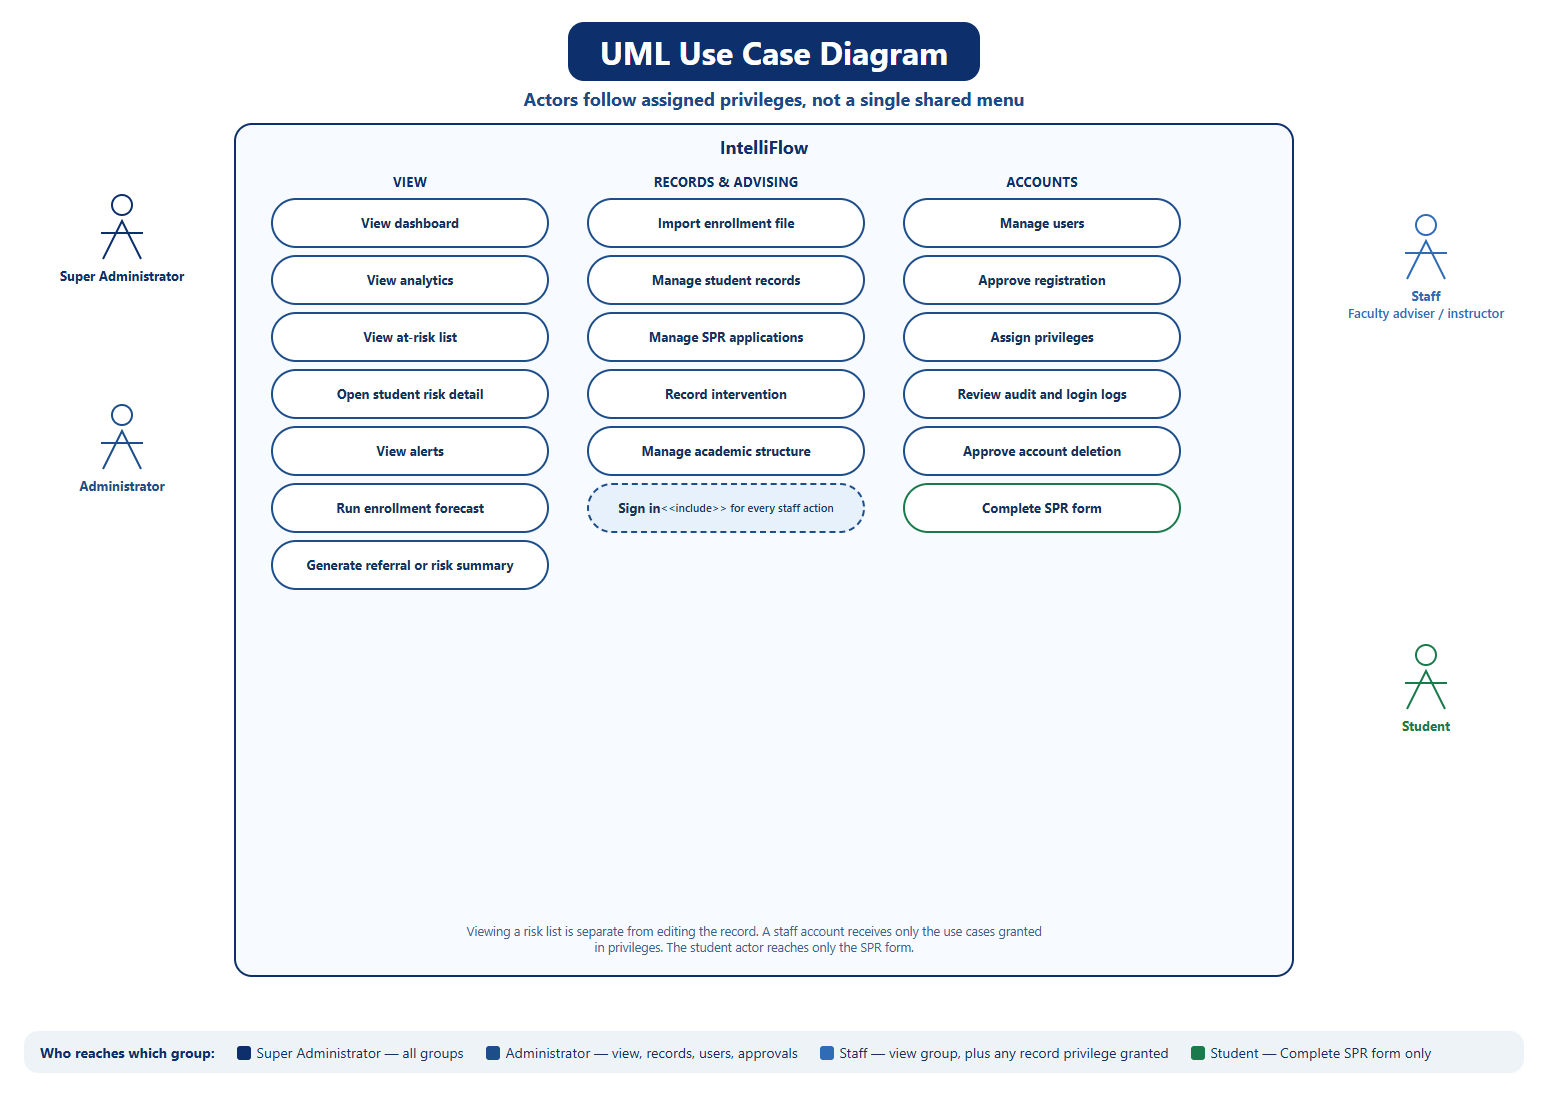 UML Use Case Diagram
Actors follow assigned privileges, not a single shared menu
IntelliFlow
VIEW
View dashboard
View analytics
View at-risk list
Open student risk detail
View alerts
Run enrollment forecast
Generate referral or risk summary
RECORDS & ADVISING
Import enrollment file
Manage student records
Manage SPR applications
Record intervention
Manage academic structure
Sign in<<include>> for every staff action
ACCOUNTS
Manage users
Approve registration
Assign privileges
Review audit and login logs
Approve account deletion
Complete SPR form
Super Administrator
Administrator
Staff
Faculty adviser / instructor
Student
Viewing a risk list is separate from editing the record. A staff account receives only the use cases granted
in privileges. The student actor reaches only the SPR form.
Who reaches which group: Super Administrator — all groups Administrator — view, records, users, approvals Staff — view group, plus any record privilege granted Student — Complete SPR form only